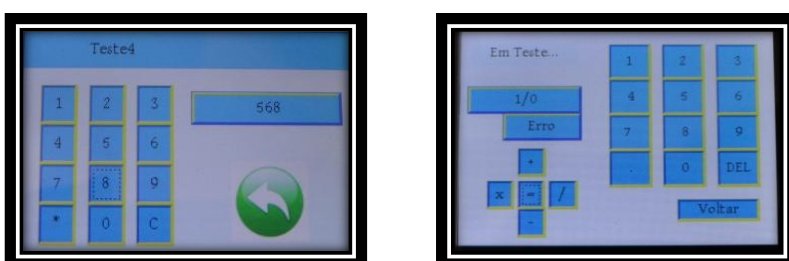 Teste4
568
1 2 3
4 5 6
7 8 9
* 0 C
Em Teste...
1/0
Erro
+
x = /
-
1 2 3
4 5 6
7 8 9
. 0 DEL
Voltar